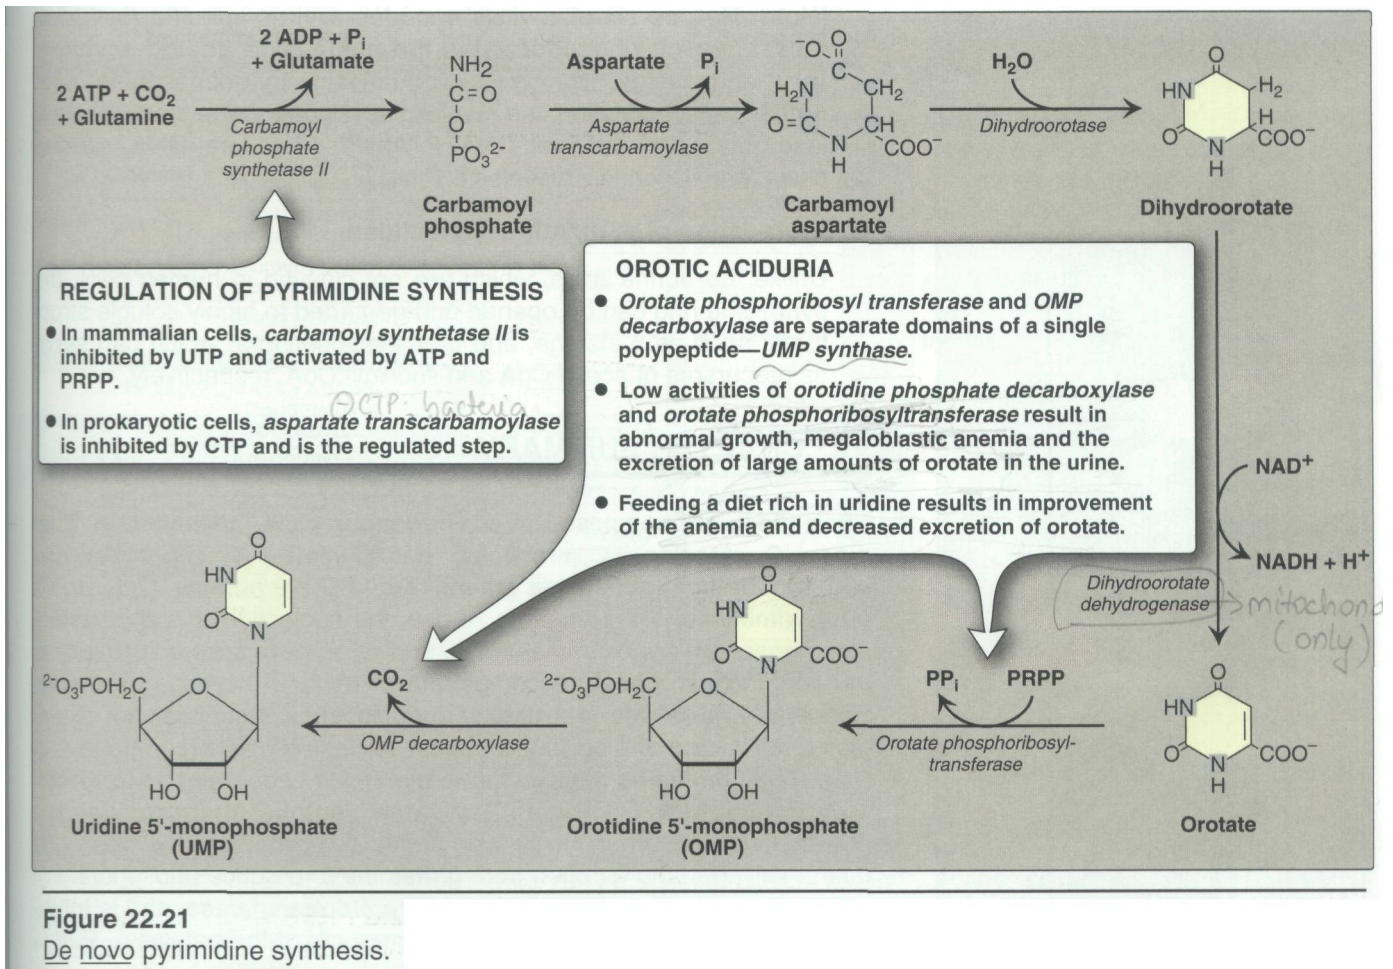 2 ADP + Pi
+ Glutamate
2 ATP + CO2
+ Glutamine
Carbamoyl
phosphate
synthetase II
NH2
C=O
O
PO3 2-
Carbamoyl
phosphate
Aspartate
Pi
Aspartate
transcarbamoylase
-O
O
C
H2N
CH2
O=C
CH
N
H
COO-
Carbamoyl
aspartate
H2O
Dihydroorotase
O
HN
H2
H
O
N
H
COO-
Dihydroorotate
REGULATION OF PYRIMIDINE SYNTHESIS
● In mammalian cells, carbamoyl synthetase II is
inhibited by UTP and activated by ATP and
PRPP.
⊖CTP: bacteria
● In prokaryotic cells, aspartate transcarbamoylase
is inhibited by CTP and is the regulated step.
OROTIC ACIDURIA
● Orotate phosphoribosyl transferase and OMP
decarboxylase are separate domains of a single
polypeptide—UMP synthase.
● Low activities of orotidine phosphate decarboxylase
and orotate phosphoribosyltransferase result in
abnormal growth, megaloblastic anemia and the
excretion of large amounts of orotate in the urine.
● Feeding a diet rich in uridine results in improvement
of the anemia and decreased excretion of orotate.
NAD+
NADH + H+
Dihydroorotate
dehydrogenase
→ mitochond
(only)
O
HN
O
N
H
COO-
Orotate
PPi
PRPP
Orotate phosphoribosyl-
transferase
O
HN
O
N
COO-
2-O3POH2C
O
HO
OH
Orotidine 5'-monophosphate
(OMP)
CO2
OMP decarboxylase
O
HN
O
N
2-O3POH2C
O
HO
OH
Uridine 5'-monophosphate
(UMP)
Figure 22.21
De novo pyrimidine synthesis.